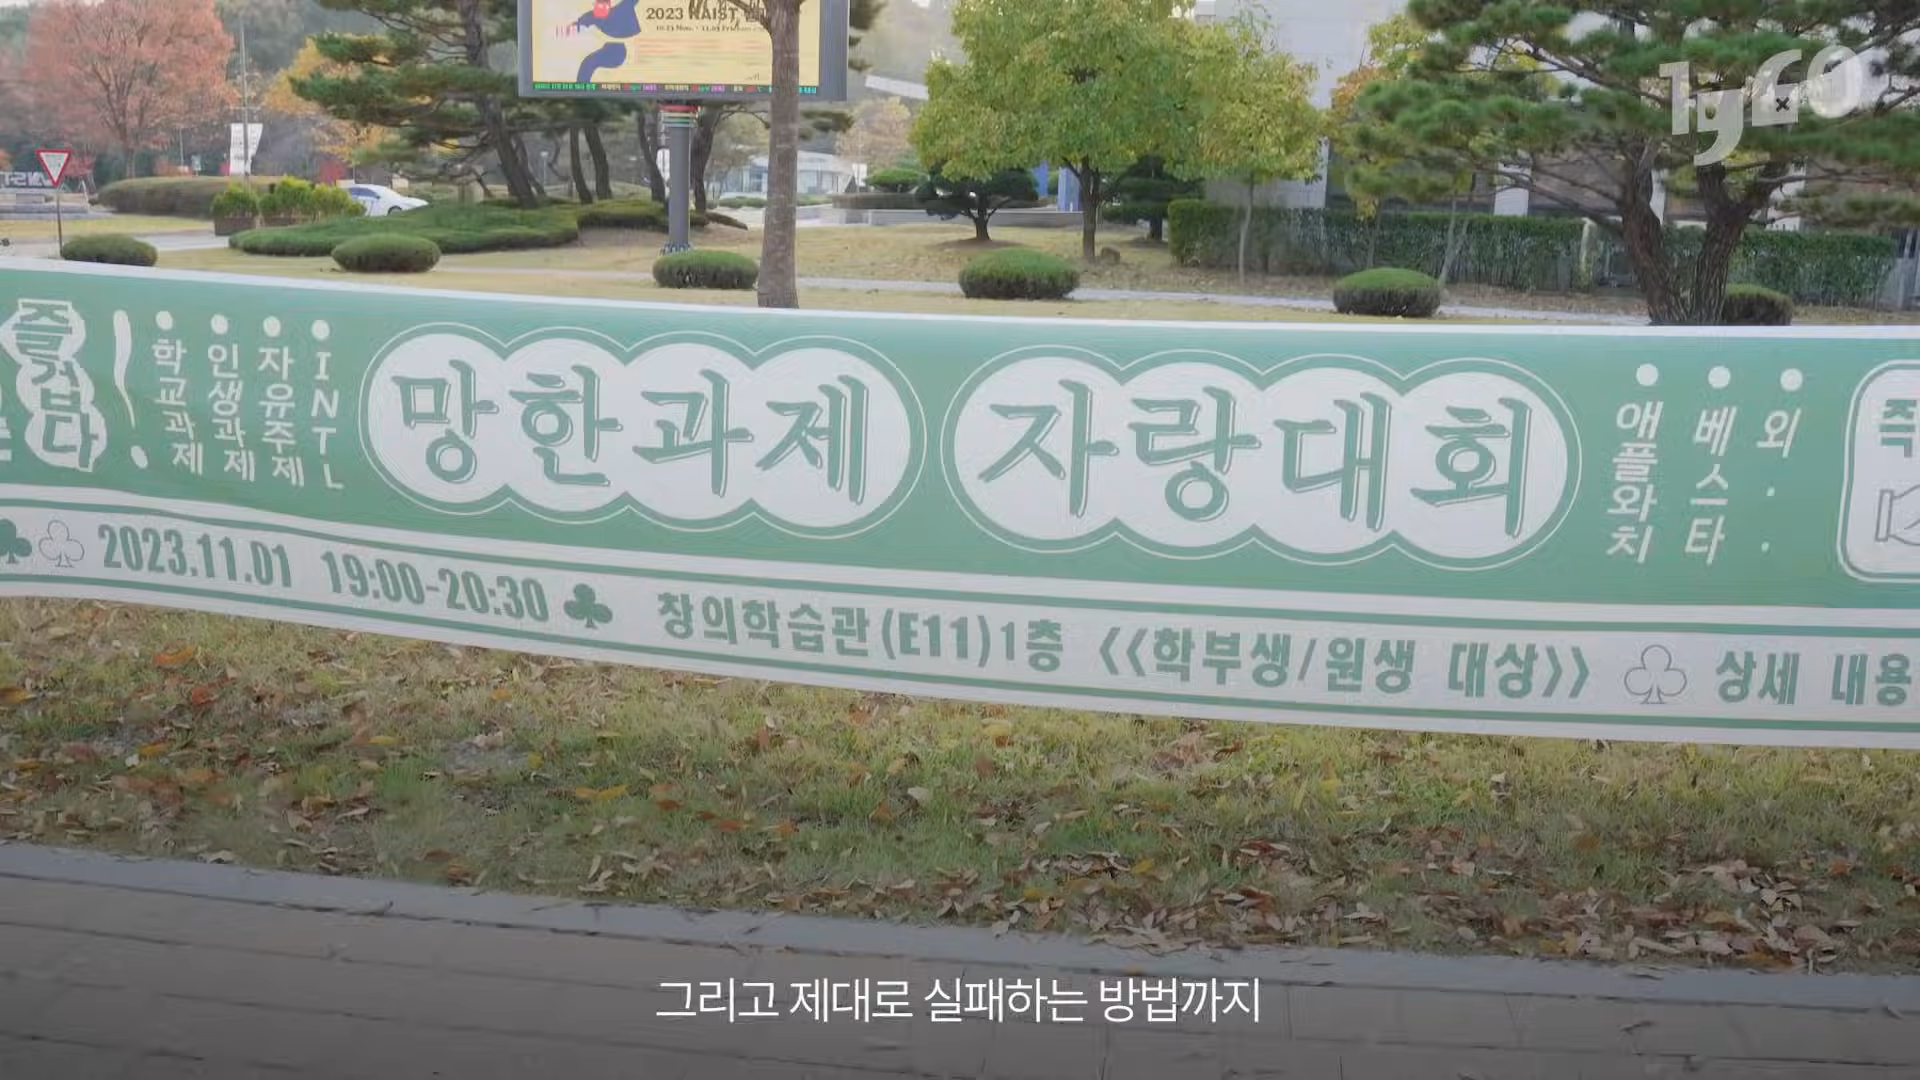 2023 KAIST
lyceo
즐겁다!
• 학교과제
• 인생과제
• 자유주제
• INTL
망한과제 자랑대회
• 애플와치
• 베스타
• 외 . .
2023.11.01 19:00-20:30 창의학습관(E11)1층 <<학부생/원생 대상>> 상세 내용
그리고 제대로 실패하는 방법까지